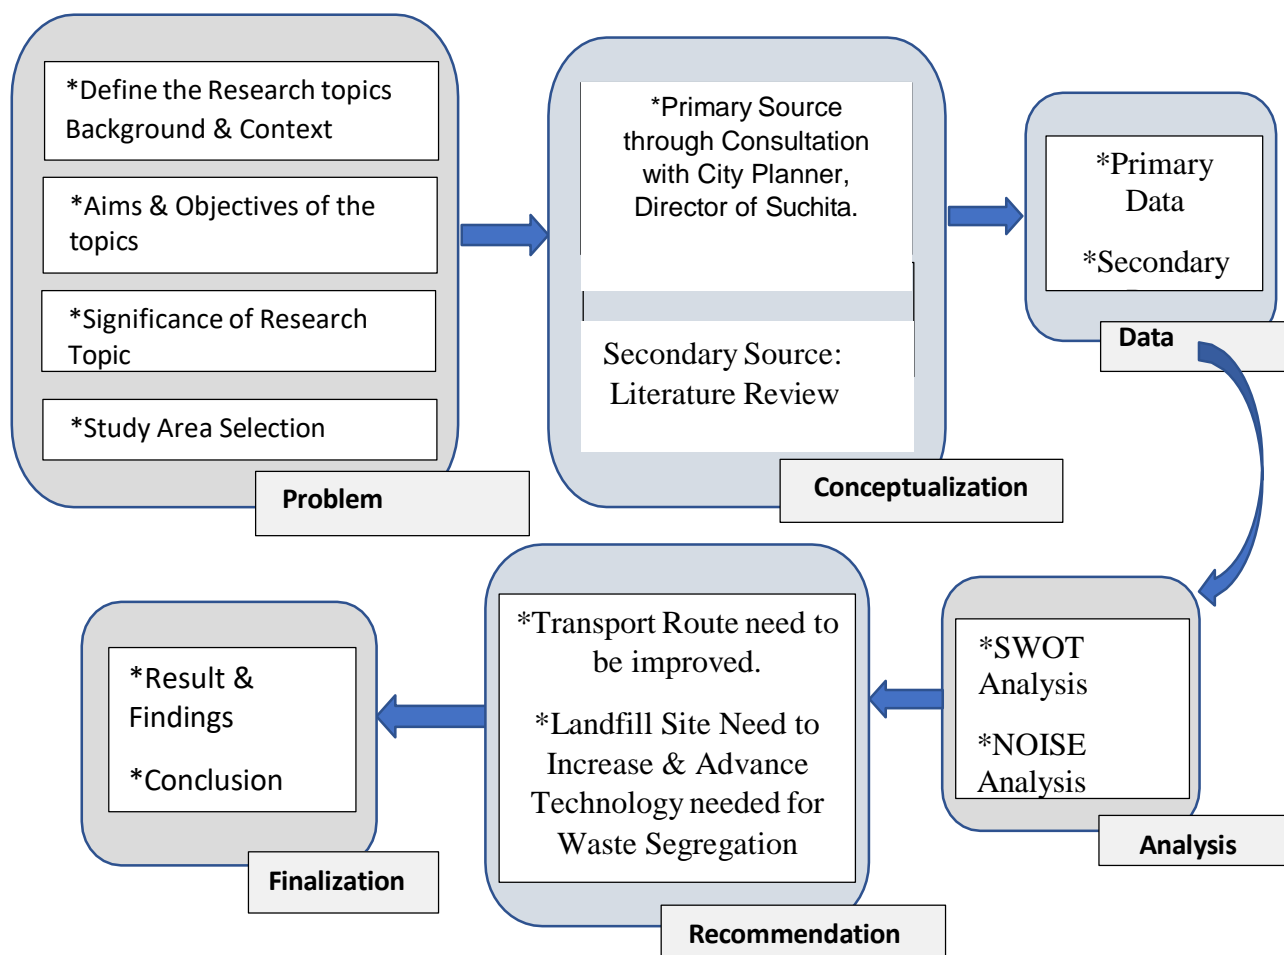 *Define the Research topics
Background & Context
*Aims & Objectives of the
topics
*Significance of Research
Topic
*Study Area Selection
Problem
*Primary Source
through Consultation
with City Planner,
Director of Suchita.
Secondary Source:
Literature Review
Conceptualization
*Primary
Data
*Secondary
Data
*SWOT
Analysis
*NOISE
Analysis
Analysis
*Transport Route need to
be improved.
*Landfill Site Need to
Increase & Advance
Technology needed for
Waste Segregation
Recommendation
*Result &
Findings
*Conclusion
Finalization